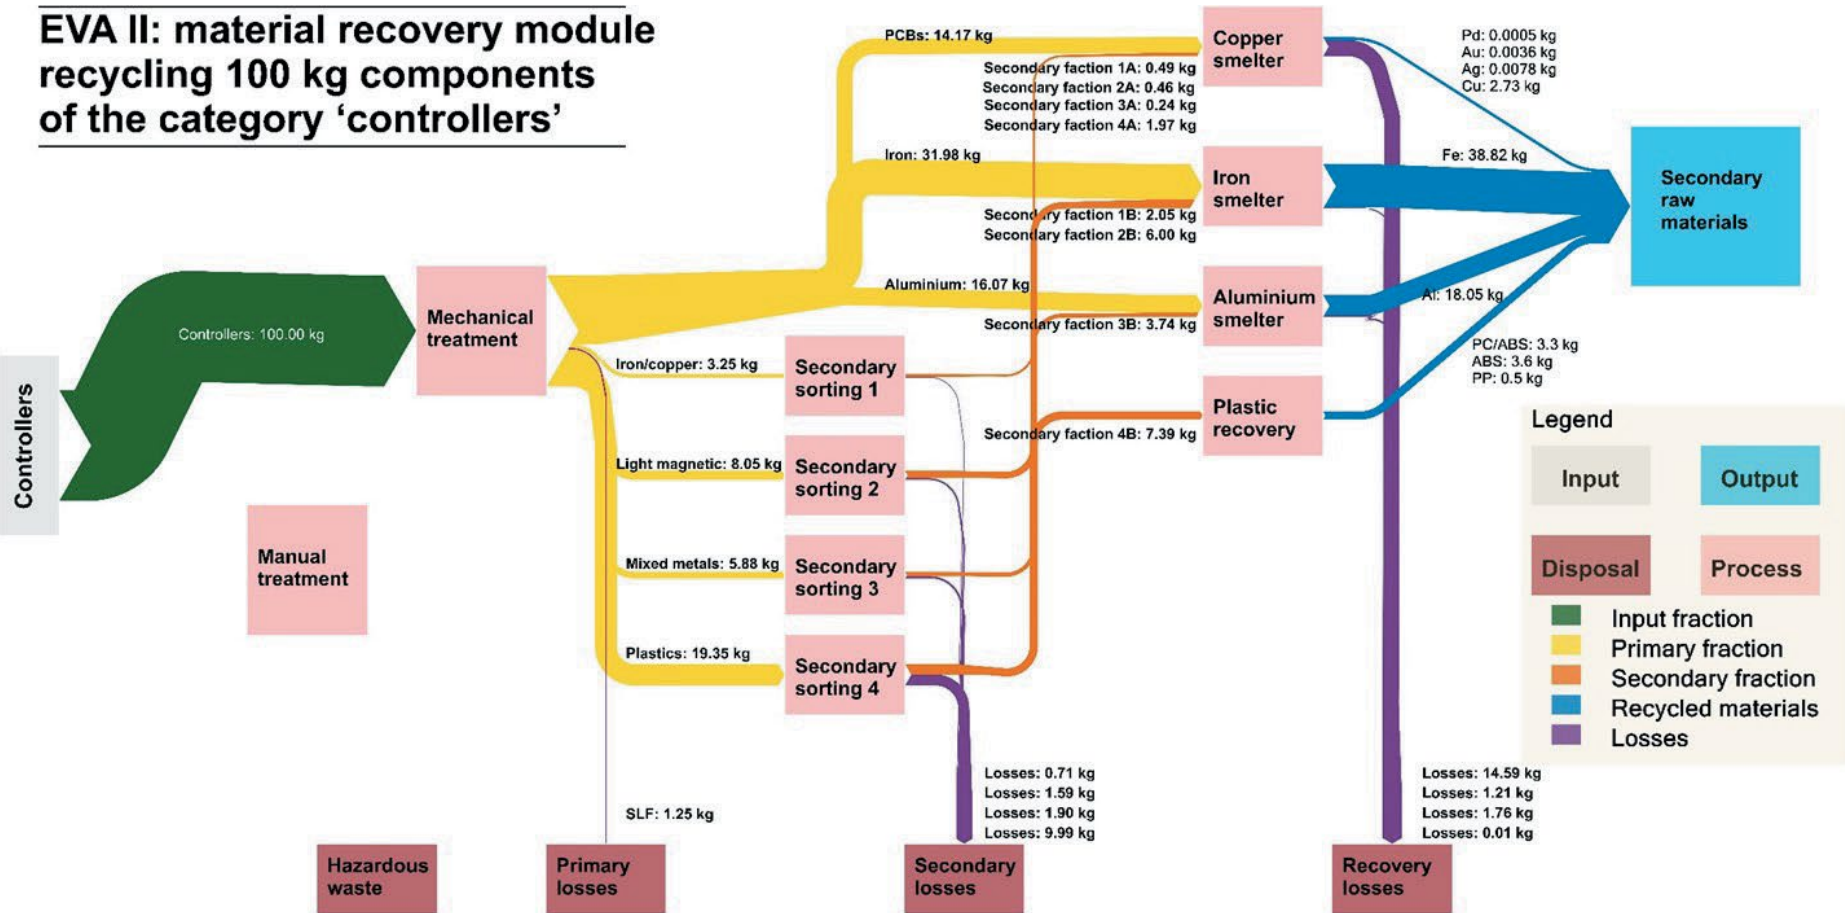 EVA II: material recovery module
recycling 100 kg components
of the category ‘controllers’
Controllers
Controllers: 100.00 kg
Mechanical
treatment
Manual
treatment
PCBs: 14.17 kg
Secondary faction 1A: 0.49 kg
Secondary faction 2A: 0.46 kg
Secondary faction 3A: 0.24 kg
Secondary faction 4A: 1.97 kg
Iron: 31.98 kg
Secondary faction 1B: 2.05 kg
Secondary faction 2B: 6.00 kg
Aluminium: 16.07 kg
Secondary faction 3B: 3.74 kg
Secondary faction 4B: 7.39 kg
Iron/copper: 3.25 kg
Light magnetic: 8.05 kg
Mixed metals: 5.88 kg
Plastics: 19.35 kg
Secondary
sorting 1
Secondary
sorting 2
Secondary
sorting 3
Secondary
sorting 4
Copper
smelter
Iron
smelter
Aluminium
smelter
Plastic
recovery
Pd: 0.0005 kg
Au: 0.0036 kg
Ag: 0.0078 kg
Cu: 2.73 kg
Fe: 38.82 kg
Al: 18.05 kg
PC/ABS: 3.3 kg
ABS: 3.6 kg
PP: 0.5 kg
Secondary
raw
materials
Legend
Input
Output
Disposal
Process
Input fraction
Primary fraction
Secondary fraction
Recycled materials
Losses
SLF: 1.25 kg
Losses: 0.71 kg
Losses: 1.59 kg
Losses: 1.90 kg
Losses: 9.99 kg
Losses: 14.59 kg
Losses: 1.21 kg
Losses: 1.76 kg
Losses: 0.01 kg
Hazardous
waste
Primary
losses
Secondary
losses
Recovery
losses